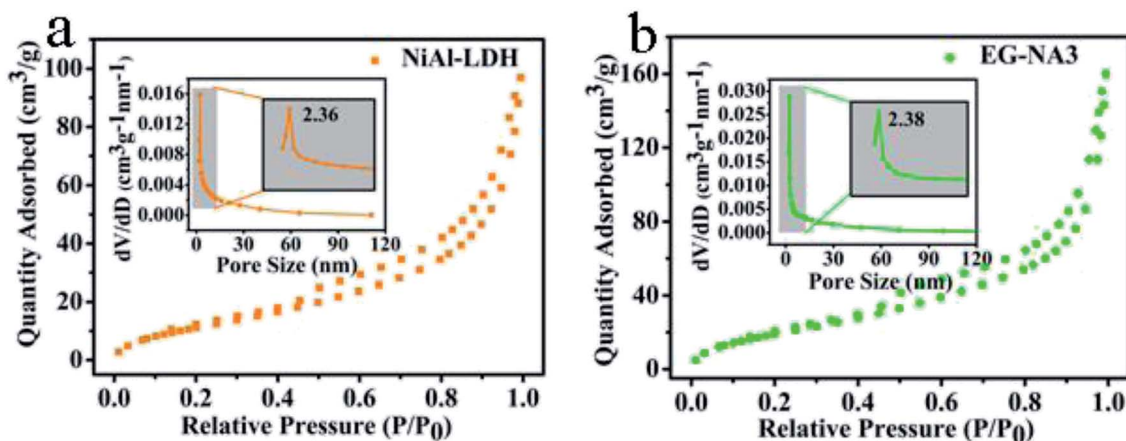 a
NiAl-LDH
Quantity Adsorbed (cm³/g)
100
80
60
40
20
0
0.0 0.2 0.4 0.6 0.8 1.0
Relative Pressure (P/P₀)
dV/dD (cm³g⁻¹nm⁻¹)
0.016
0.012
0.008
0.004
0.000
0 30 60 90 120
Pore Size (nm)
2.36
b
EG-NA3
Quantity Adsorbed (cm³/g)
160
120
80
40
0
0.0 0.2 0.4 0.6 0.8 1.0
Relative Pressure (P/P₀)
dV/dD (cm³g⁻¹nm⁻¹)
0.030
0.025
0.020
0.015
0.010
0.005
0.000
0 30 60 90 120
Pore Size (nm)
2.38